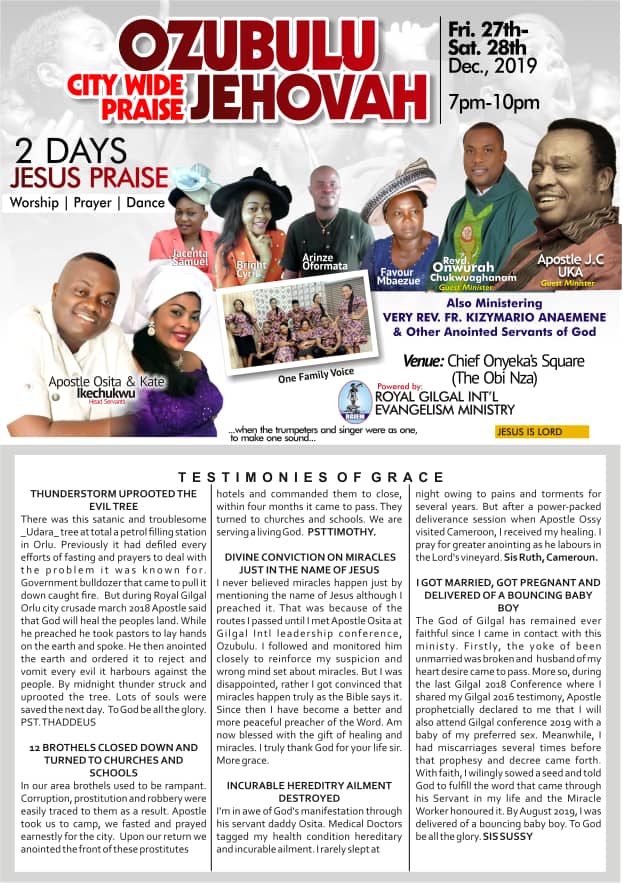 OZUBULU
CITY WIDE
PRAISE JEHOVAH
Fri. 27th-
Sat. 28th
Dec., 2019
7pm-10pm
2 DAYS
JESUS PRAISE
Worship | Prayer | Dance
Jacenta
Samuel
Bright
Cyril
Arinze
Oformata
Favour
Mbaezue
Revd.
Onwurah
Chukwuaghanam
Guest Minister
Apostle J.C
UKA
Guest Minister
Also Ministering
VERY REV. FR. KIZYMARIO ANAEMENE
& Other Anointed Servants of God
Apostle Osita & Kate
Ikechukwu
Head Servants
One Family Voice
Venue: Chief Onyeka's Square
(The Obi Nza)
Powered by:
ROYAL GILGAL INT'L
EVANGELISM MINISTRY
RGIEM
...when the trumpeters and singer were as one,
to make one sound...
JESUS IS LORD
TESTIMONIES OF GRACE
THUNDERSTORM UPROOTED THE
EVIL TREE
There was this satanic and troublesome
_Udara_ tree at total a petrol filling station
in Orlu. Previously it had defiled every
efforts of fasting and prayers to deal with
the problem it was known for.
Government bulldozer that came to pull it
down caught fire. But during Royal Gilgal
Orlu city crusade march 2018 Apostle said
that God will heal the peoples land. While
he preached he took pastors to lay hands
on the earth and spoke. He then anointed
the earth and ordered it to reject and
vomit every evil it harbours against the
people. By midnight thunder struck and
uprooted the tree. Lots of souls were
saved the next day. To God be all the glory.
PST. THADDEUS
12 BROTHELS CLOSED DOWN AND
TURNED TO CHURCHES AND
SCHOOLS
In our area brothels used to be rampant.
Corruption, prostitution and robbery were
easily traced to them as a result. Apostle
took us to camp, we fasted and prayed
earnestly for the city. Upon our return we
anointed the front of these prostitutes
hotels and commanded them to close,
within four months it came to pass. They
turned to churches and schools. We are
serving a living God. PST TIMOTHY.
DIVINE CONVICTION ON MIRACLES
JUST IN THE NAME OF JESUS
I never believed miracles happen just by
mentioning the name of Jesus although I
preached it. That was because of the
routes I passed until I met Apostle Osita at
Gilgal Intl leadership conference,
Ozubulu. I followed and monitored him
closely to reinforce my suspicion and
wrong mind set about miracles. But I was
disappointed, rather I got convinced that
miracles happen truly as the Bible says it.
Since then I have become a better and
more peaceful preacher of the Word. Am
now blessed with the gift of healing and
miracles. I truly thank God for your life sir.
More grace.
INCURABLE HEREDITRY AILMENT
DESTROYED
I'm in awe of God's manifestation through
his servant daddy Osita. Medical Doctors
tagged my health condition hereditary
and incurable ailment. I rarely slept at
night owing to pains and torments for
several years. But after a power-packed
deliverance session when Apostle Ossy
visited Cameroon, I received my healing. I
pray for greater anointing as he labours in
the Lord's vineyard. Sis Ruth, Cameroun.
I GOT MARRIED, GOT PREGNANT AND
DELIVERED OF A BOUNCING BABY
BOY
The God of Gilgal has remained ever
faithful since I came in contact with this
ministy. Firstly, the yoke of been
unmarried was broken and husband of my
heart desire came to pass. More so, during
the last Gilgal 2018 Conference where I
shared my Gilgal 2016 testimony, Apostle
prophetcially declared to me that I will
also attend Gilgal conference 2019 with a
baby of my preferred sex. Meanwhile, I
had miscarriages several times before
that prophesy and decree came forth.
With faith, I wilingly sowed a seed and told
God to fulfill the word that came through
his Servant in my life and the Miracle
Worker honoured it. By August 2019, I was
delivered of a bouncing baby boy. To God
be all the glory. SIS SUSSY